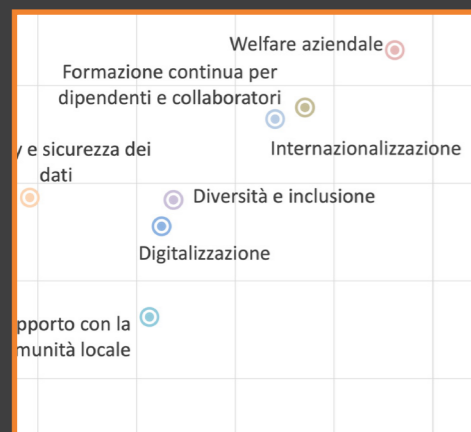 Welfare aziendale
Formazione continua per
dipendenti e collaboratori
Internazionalizzazione
e sicurezza dei
dati
Diversità e inclusione
Digitalizzazione
pporto con la
munità locale